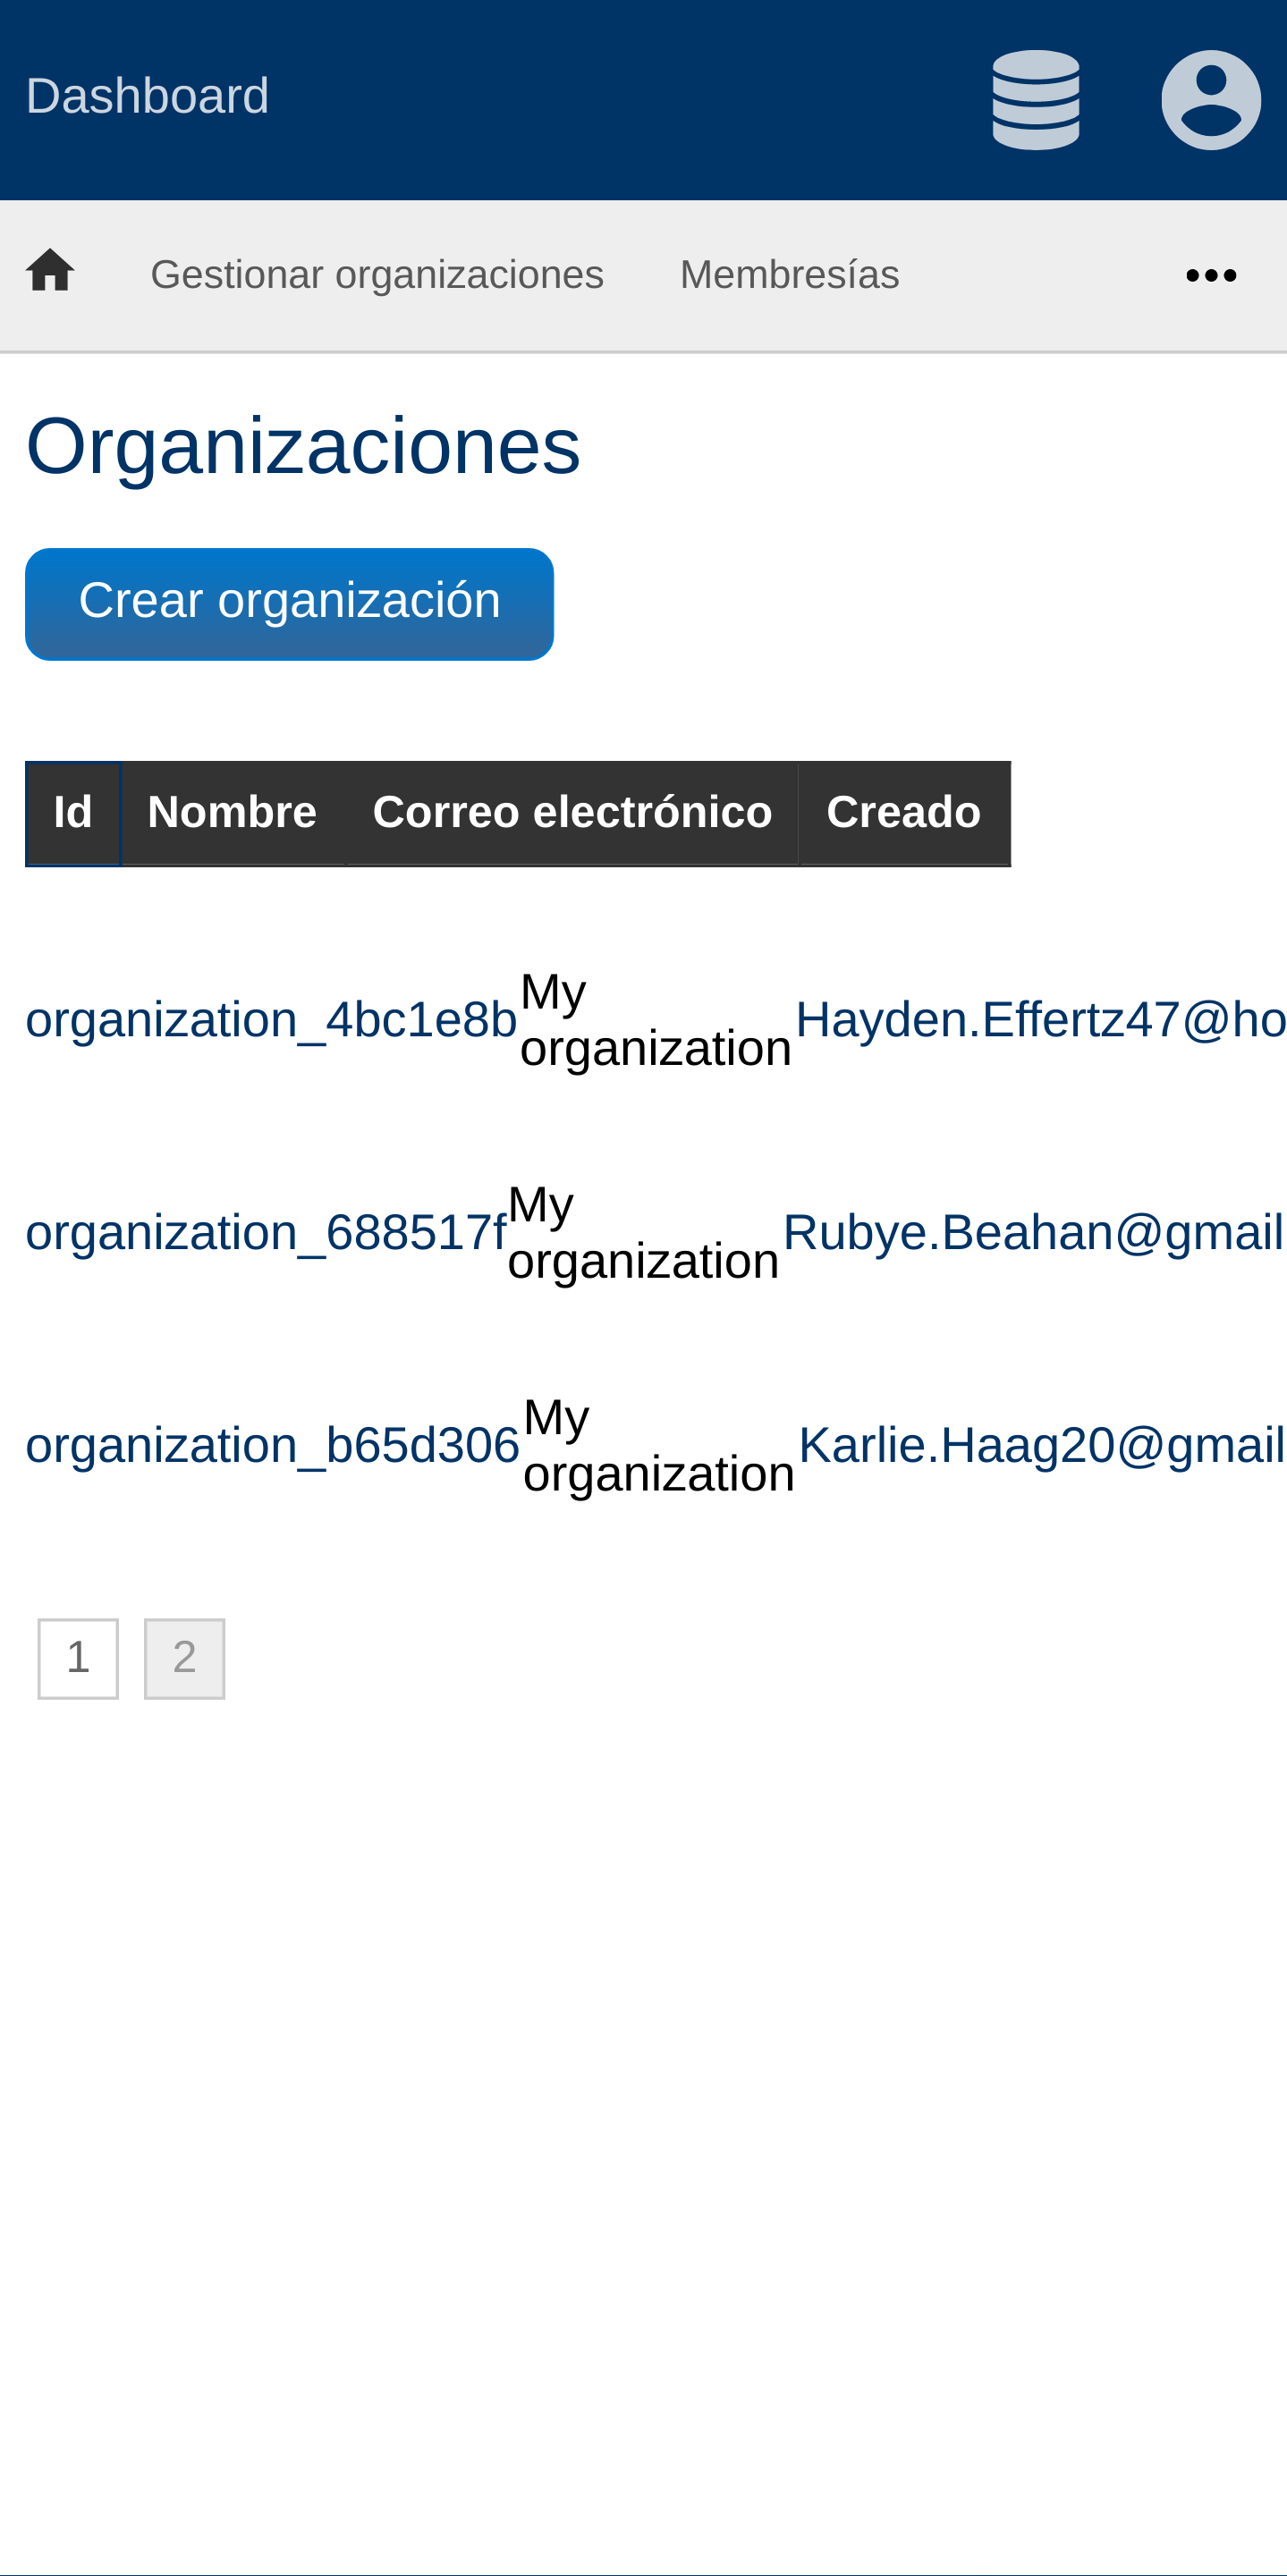 Dashboard
Gestionar organizaciones Membresías
Organizaciones
Crear organización
Id Nombre Correo electrónico Creado
organization_4bc1e8b My organization Hayden.Effertz47@ho
organization_688517f My organization Rubye.Beahan@gmail
organization_b65d306 My organization Karlie.Haag20@gmail
1 2